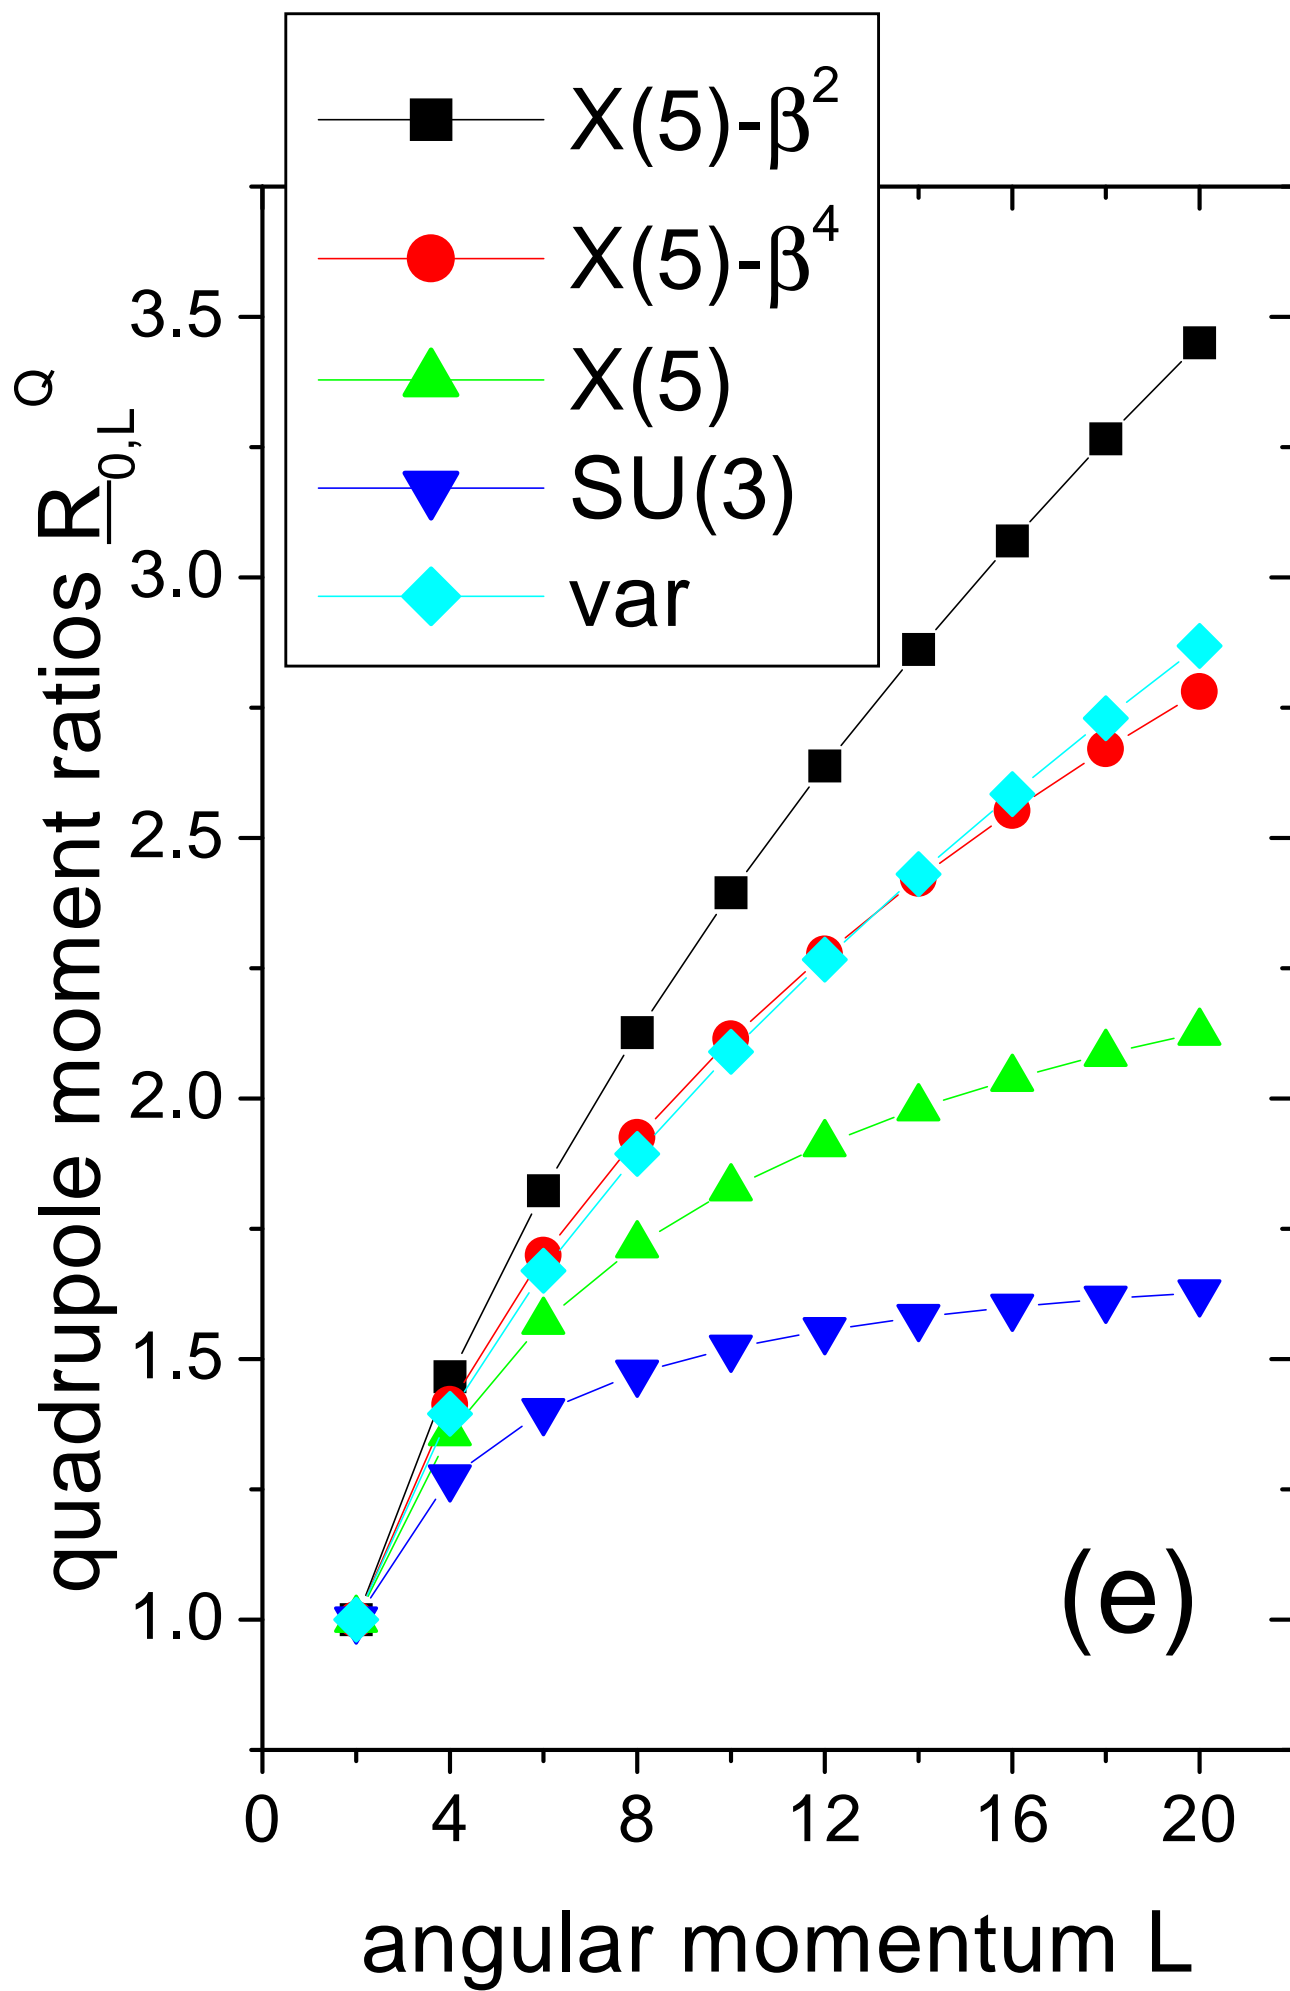 X(5)-β²
X(5)-β⁴
X(5)
SU(3)
var
quadrupole moment ratios R0,L Q
3.5
3.0
2.5
2.0
1.5
1.0
(e)
0 4 8 12 16 20
angular momentum L